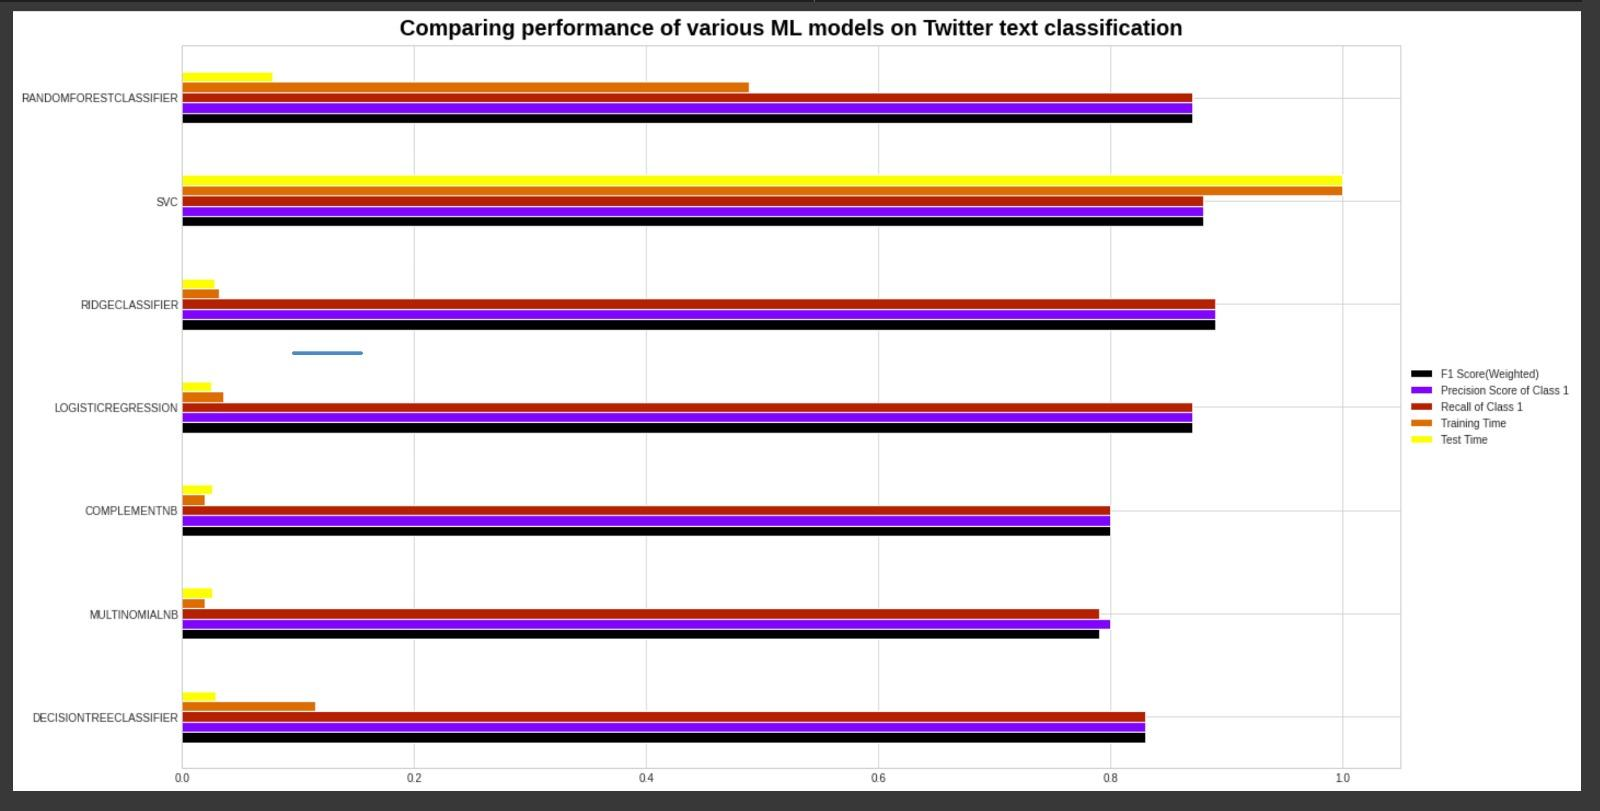 Comparing performance of various ML models on Twitter text classification
RANDOMFORESTCLASSIFIER
SVC
RIDGECLASSIFIER
LOGISTICREGRESSION
COMPLEMENTNB
MULTINOMIALNB
DECISIONTREECLASSIFIER
0.0 0.2 0.4 0.6 0.8 1.0
F1 Score(Weighted)
Precision Score of Class 1
Recall of Class 1
Training Time
Test Time